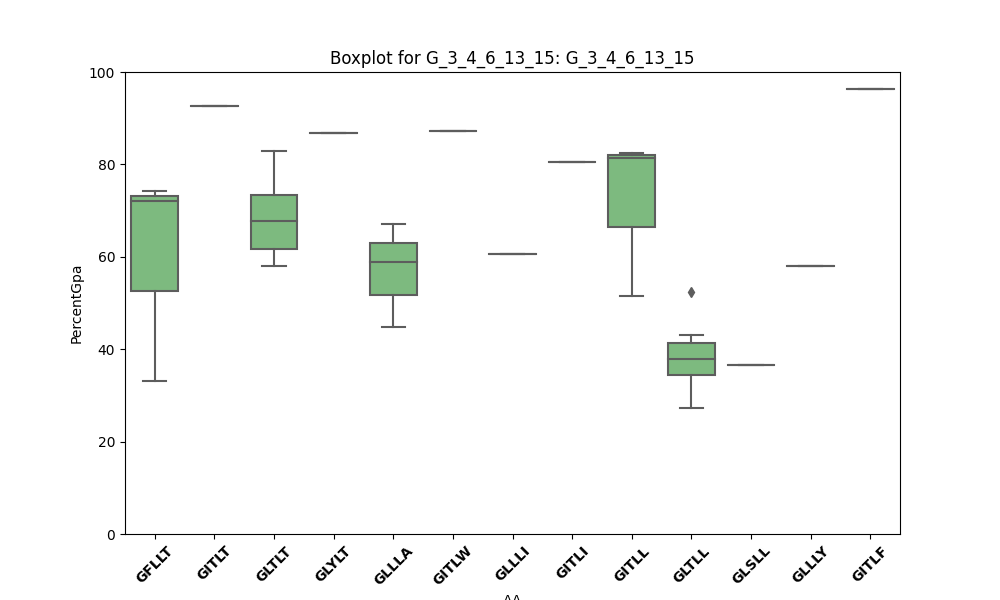 Boxplot for G_3_4_6_13_15: G_3_4_6_13_15
PercentGpa
100
80
60
40
20
0
GFLLT
GITLT
GLTLT
GLYLT
GLLLA
GITLW
GLLLI
GITLI
GITLL
GLTLL
GLSLL
GLLLY
GITLF
AA